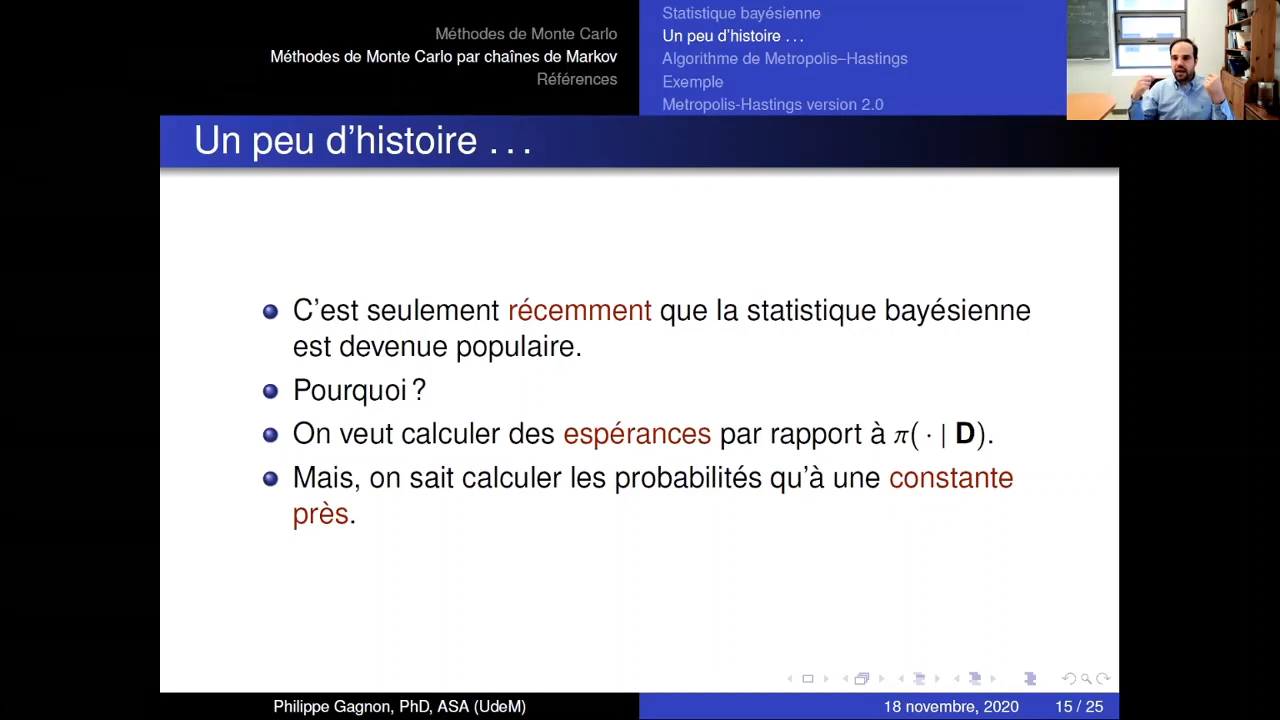 Méthodes de Monte Carlo
Méthodes de Monte Carlo par chaînes de Markov
Références
Statistique bayésienne
Un peu d'histoire ...
Algorithme de Metropolis–Hastings
Exemple
Metropolis-Hastings version 2.0
Un peu d'histoire ...
C'est seulement récemment que la statistique bayésienne
est devenue populaire.
Pourquoi ?
On veut calculer des espérances par rapport à π( · | D).
Mais, on sait calculer les probabilités qu'à une constante
près.
Philippe Gagnon, PhD, ASA (UdeM)
18 novembre, 2020
15 / 25